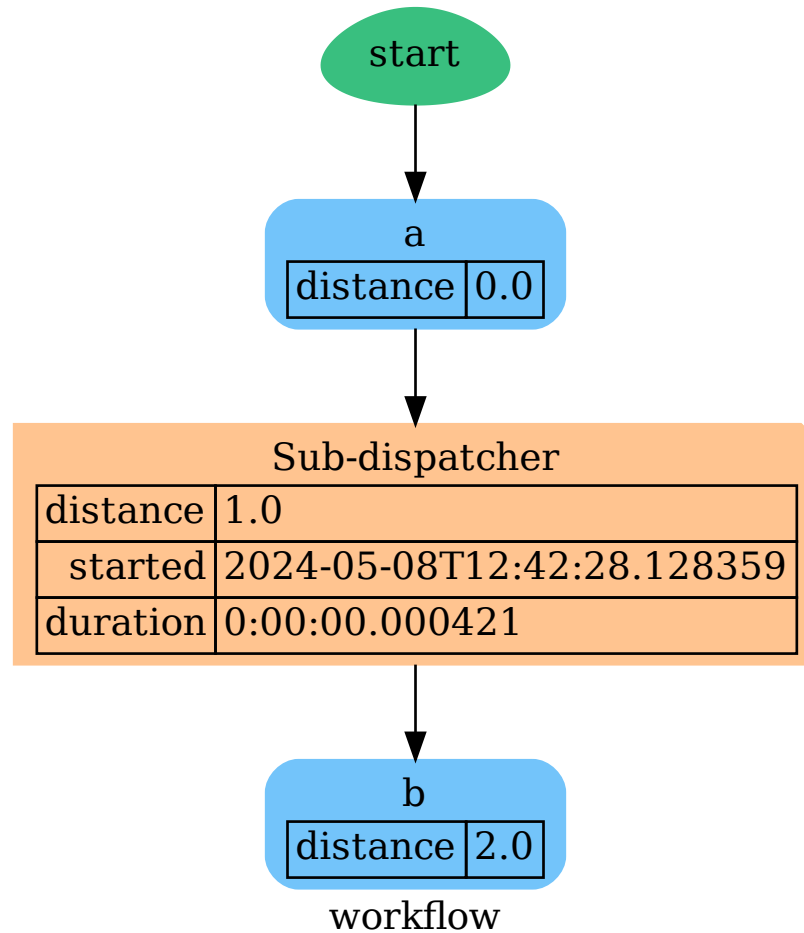 start
a
distance 0.0
Sub-dispatcher
distance 1.0
started 2024-05-08T12:42:28.128359
duration 0:00:00.000421
b
distance 2.0
workflow